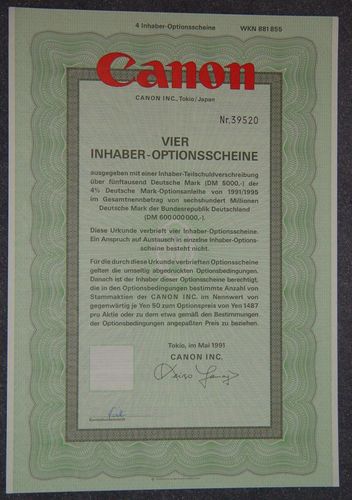 4 Inhaber-Optionsscheine WKN 881 855
Canon
CANON INC., Tokio/Japan
Nr. 39520
VIER
INHABER-OPTIONSSCHEINE
ausgegeben mit einer Inhaber-Teilschuldverschreibung
über fünftausend Deutsche Mark (DM 5000,-) der
4¾ Deutsche Mark-Optionsanleihe von 1991/1995
im Gesamtnennbetrag von sechshundert Millionen
Deutsche Mark der Bundesrepublik Deutschland
(DM 600 000 000,-).
Diese Urkunde verbrieft vier Inhaber-Optionsscheine.
Ein Anspruch auf Austausch in einzelne Inhaber-Options-
scheine besteht nicht.
Für die durch diese Urkunde verbrieften Optionsscheine
gelten die umseitig abgedruckten Optionsbedingungen.
Danach ist der Inhaber dieser Optionsscheine berechtigt,
die in den Optionsbedingungen bestimmte Anzahl von
Stammaktien der CANON INC. im Nennwert von
gegenwärtig je Yen 50 zum Optionspreis von Yen 1487
pro Aktie oder zu dem etwa gemäß den Bestimmungen
der Optionsbedingungen angepaßten Preis zu beziehen.
Tokio, im Mai 1991
CANON INC.